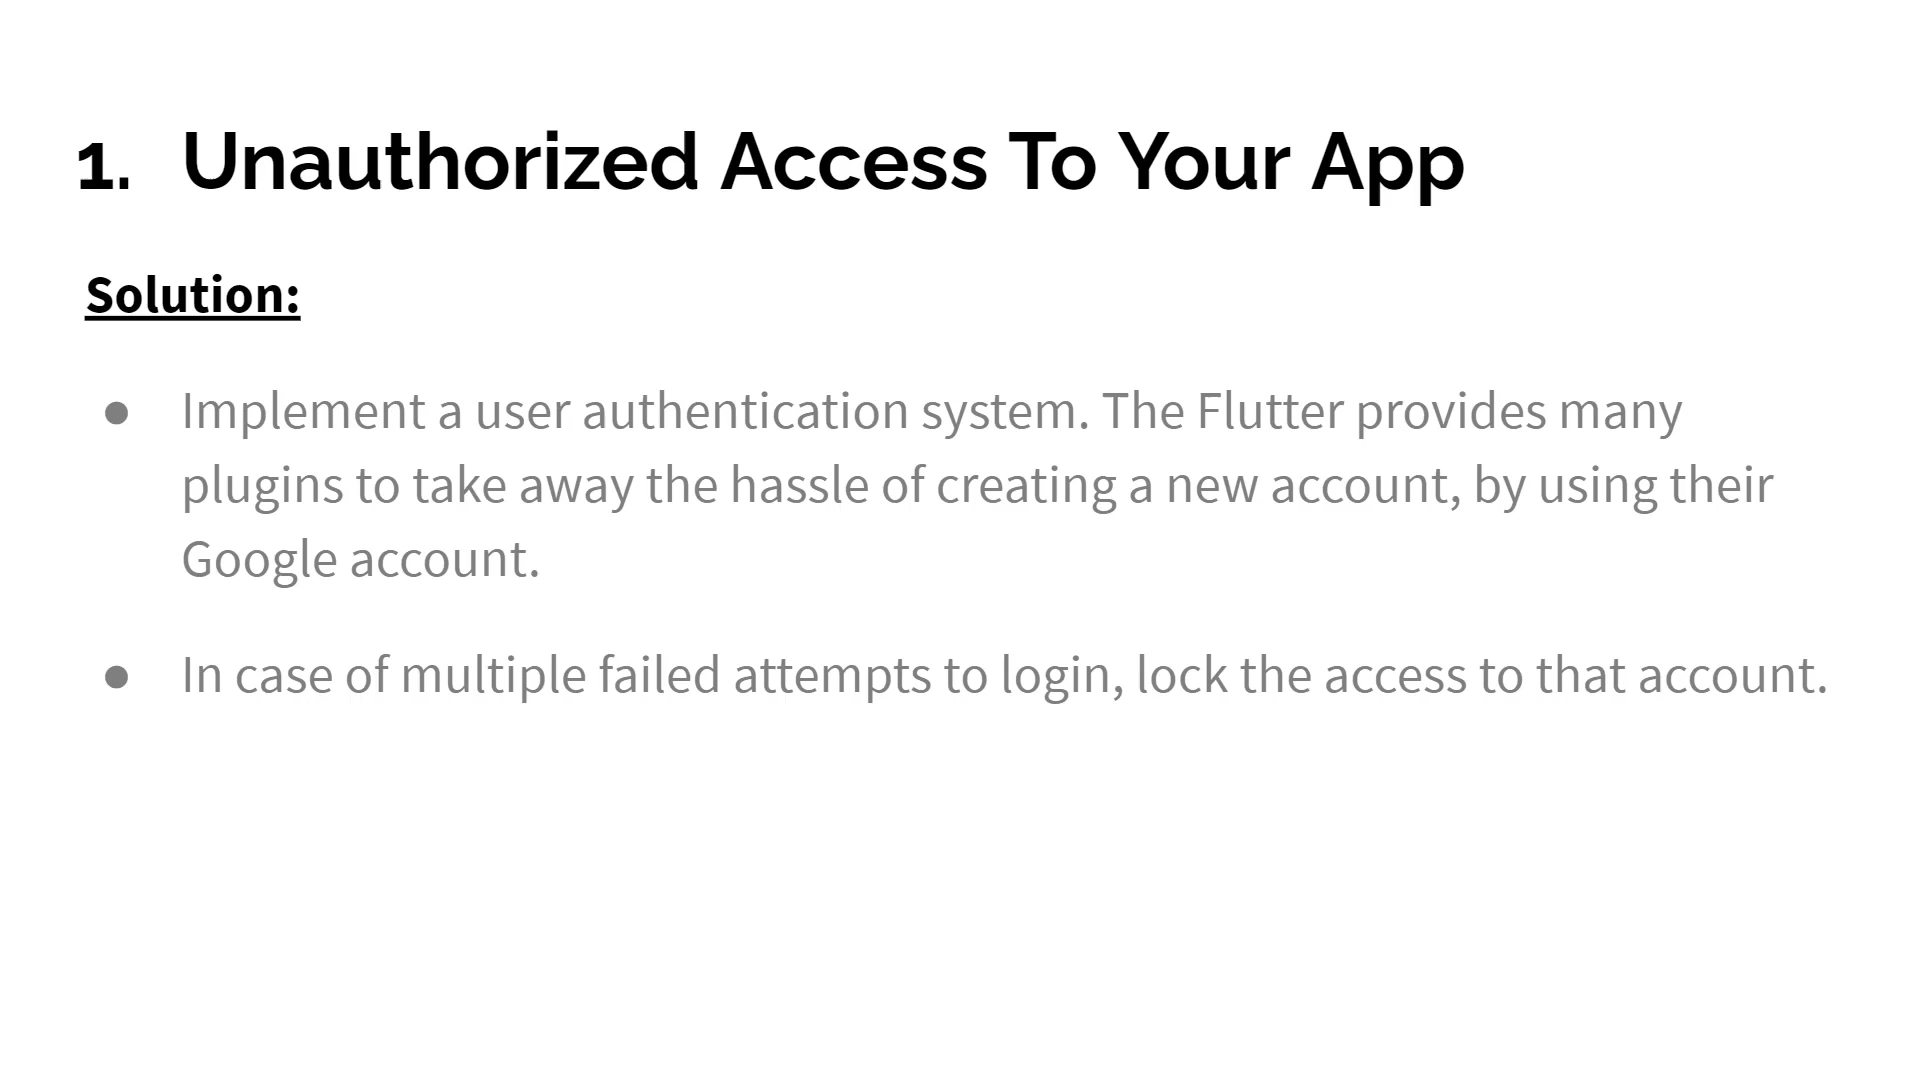 1. Unauthorized Access To Your App
Solution:
● Implement a user authentication system. The Flutter provides many
plugins to take away the hassle of creating a new account, by using their
Google account.
● In case of multiple failed attempts to login, lock the access to that account.